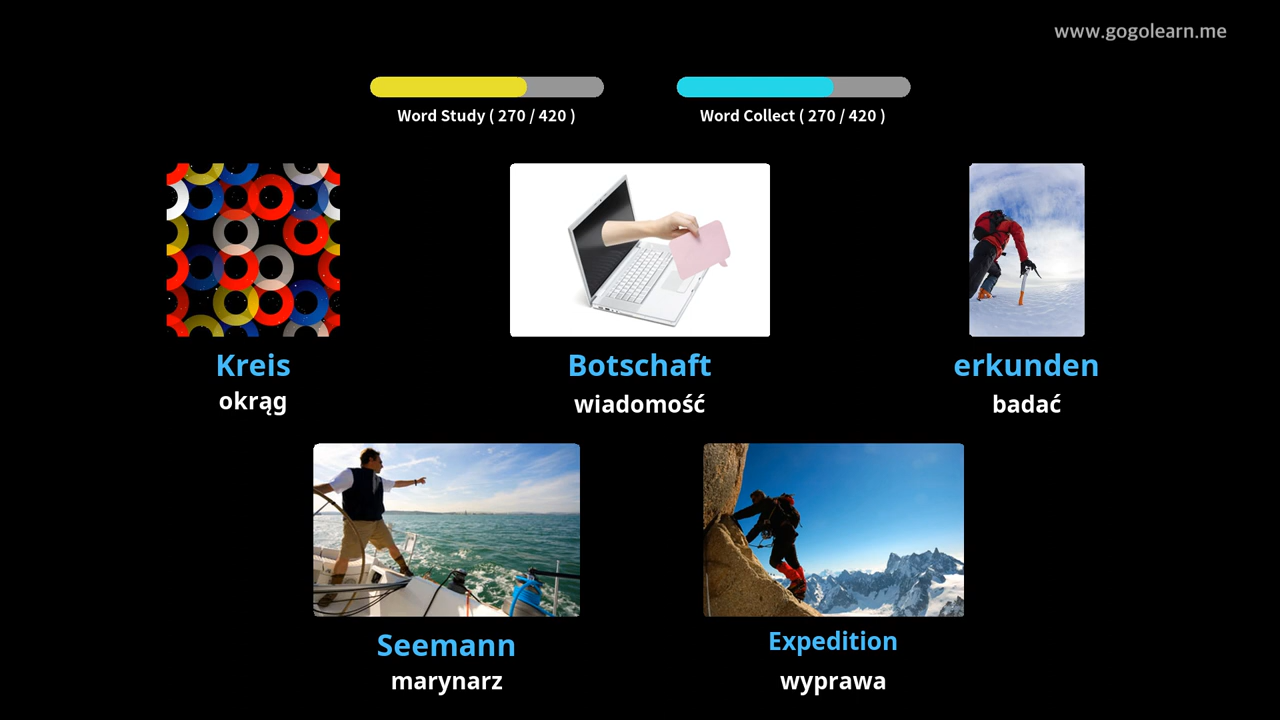 www.gogolearn.me
Word Study ( 270 / 420 )
Word Collect ( 270 / 420 )
Kreis
okrąg
Botschaft
wiadomość
erkunden
badać
Seemann
marynarz
Expedition
wyprawa